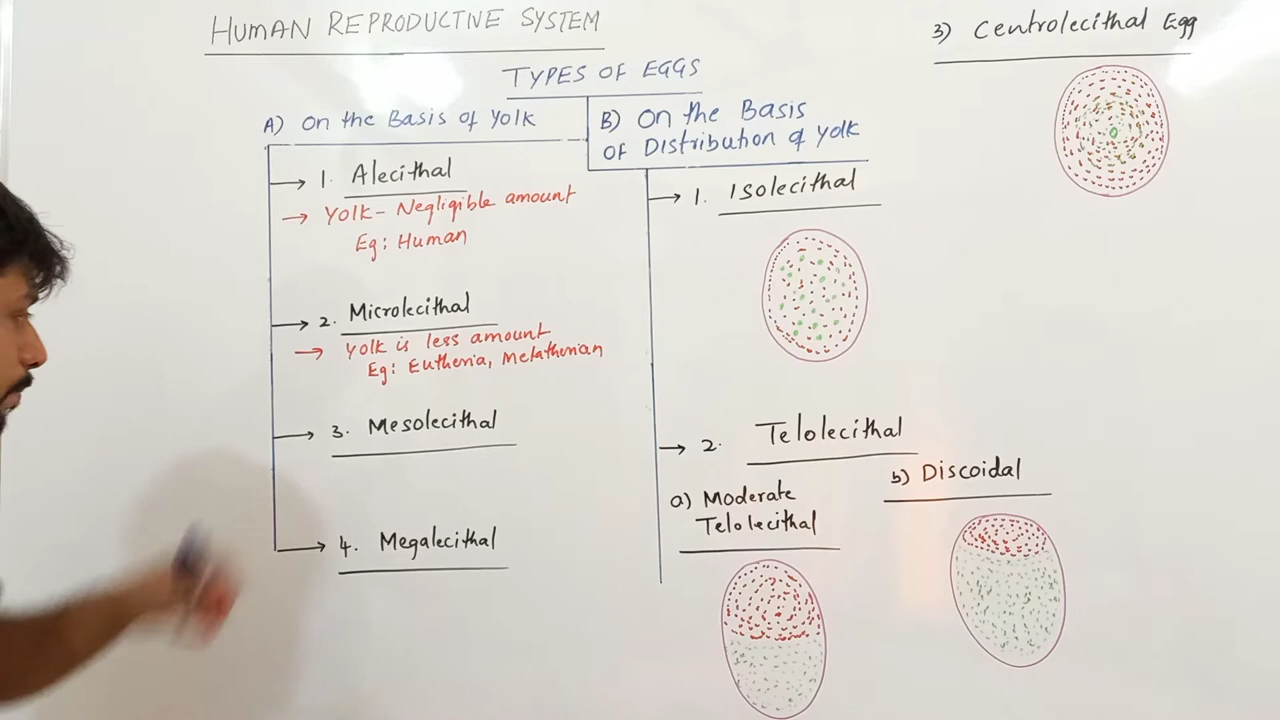 HUMAN REPRODUCTIVE SYSTEM
TYPES OF EGGS
A) On the Basis of Yolk
1. Alecithal
→ Yolk - Negligible amount
Eg: Human
2. Microlecithal
→ Yolk is less amount
Eg: Eutheria, Metatherian
3. Mesolecithal
4. Megalecithal
B) On the Basis
OF Distribution of Yolk
1. Isolecithal
2. Telolecithal
a) Moderate
Telolecithal
b) Discoidal
3) Centrolecithal Egg